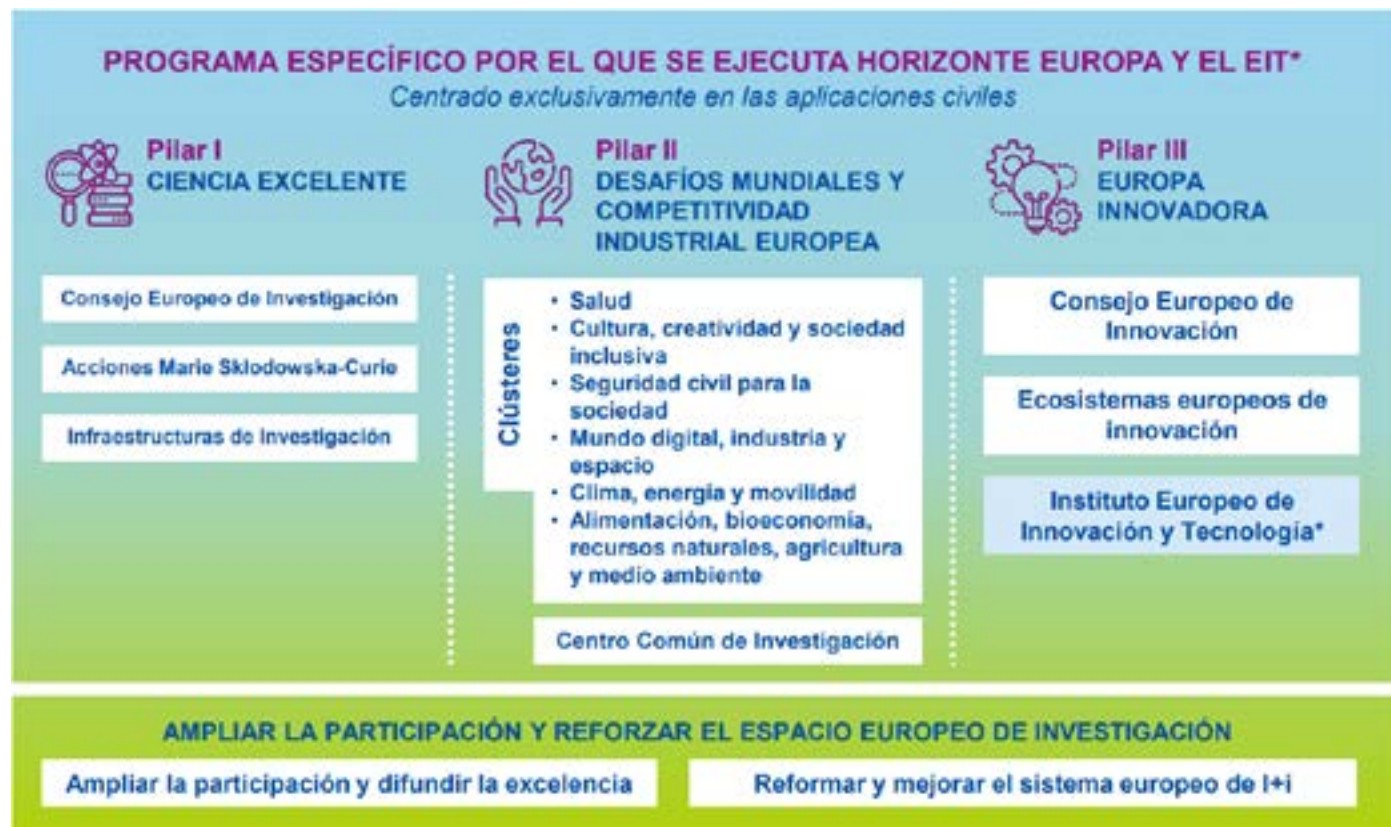 PROGRAMA ESPECÍFICO POR EL QUE SE EJECUTA HORIZONTE EUROPA Y EL EIT*
Centrado exclusivamente en las aplicaciones civiles
Pilar I
CIENCIA EXCELENTE
Consejo Europeo de Investigación
Acciones Marie Sklodowska-Curie
Infraestructuras de Investigación
Pilar II
DESAFÍOS MUNDIALES Y
COMPETITIVIDAD
INDUSTRIAL EUROPEA
Clústeres
• Salud
• Cultura, creatividad y sociedad
inclusiva
• Seguridad civil para la
sociedad
• Mundo digital, industria y
espacio
• Clima, energía y movilidad
• Alimentación, bioeconomía,
recursos naturales, agricultura
y medio ambiente
Centro Común de Investigación
Pilar III
EUROPA
INNOVADORA
Consejo Europeo de
Innovación
Ecosistemas europeos de
innovación
Instituto Europeo de
Innovación y Tecnología*
AMPLIAR LA PARTICIPACIÓN Y REFORZAR EL ESPACIO EUROPEO DE INVESTIGACIÓN
Ampliar la participación y difundir la excelencia
Reformar y mejorar el sistema europeo de I+i